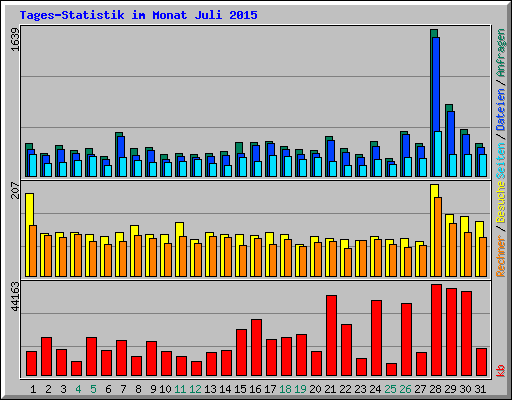 Tages-Statistik im Monat Juli 2015
1639
207
44163
Rechner / Besuche Seiten / Dateien / Anfragen
kb
1 2 3 4 5 6 7 8 9 10 11 12 13 14 15 16 17 18 19 20 21 22 23 24 25 26 27 28 29 30 31